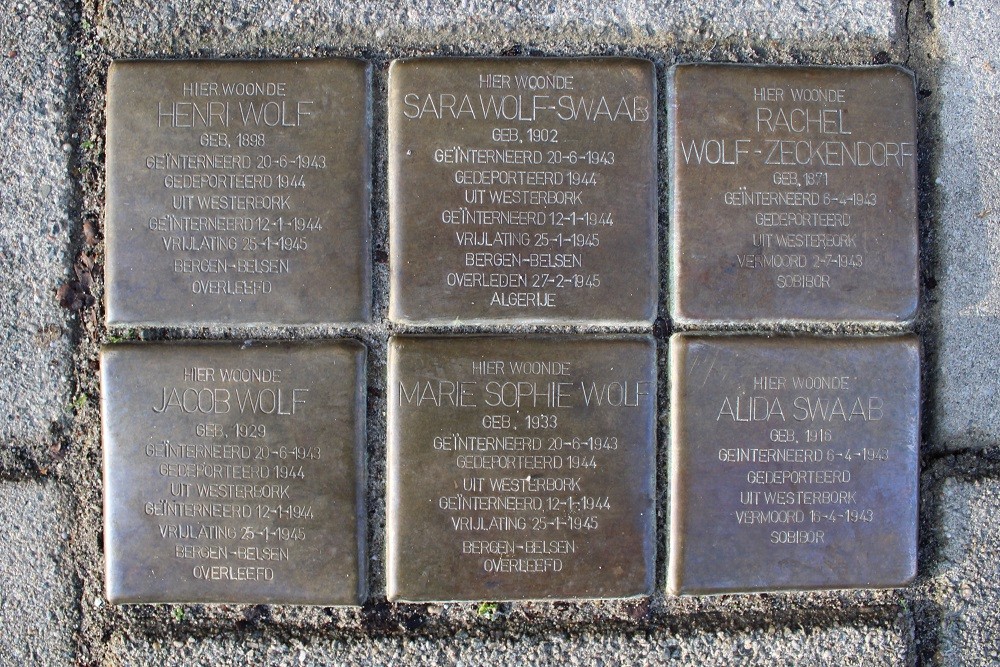 HIER WOONDE
HENRI WOLF
GEB. 1898
GEÏNTERNEERD 20-6-1943
GEDEPORTEERD 1944
UIT WESTERBORK
GEÏNTERNEERD 12-1-1944
VRIJLATING 25-1-1945
BERGEN-BELSEN
OVERLEEFD
HIER WOONDE
SARA WOLF-SWAAB
GEB. 1902
GEÏNTERNEERD 20-6-1943
GEDEPORTEERD 1944
UIT WESTERBORK
GEÏNTERNEERD 12-1-1944
VRIJLATING 25-1-1945
BERGEN-BELSEN
OVERLEDEN 27-2-1945
ALGERIJE
HIER WOONDE
RACHEL
WOLF-ZECKENDORF
GEB. 1871
GEÏNTERNEERD 6-4-1943
GEDEPORTEERD
UIT WESTERBORK
VERMOORD 2-7-1943
SOBIBOR
HIER WOONDE
JACOB WOLF
GEB. 1929
GEÏNTERNEERD 20-6-1943
GEDEPORTEERD 1944
UIT WESTERBORK
GEÏNTERNEERD 12-1-1944
VRIJLATING 25-1-1945
BERGEN-BELSEN
OVERLEEFD
HIER WOONDE
MARIE SOPHIE WOLF
GEB. 1933
GEÏNTERNEERD 20-6-1943
GEDEPORTEERD 1944
UIT WESTERBORK
GEÏNTERNEERD 12-1-1944
VRIJLATING 25-1-1945
BERGEN-BELSEN
OVERLEEFD
HIER WOONDE
ALIDA SWAAB
GEB. 1916
GEINTERNEERD 6-4-1943
GEDEPORTEERD
UIT WESTERBORK
VERMOORD 16-4-1943
SOBIBOR